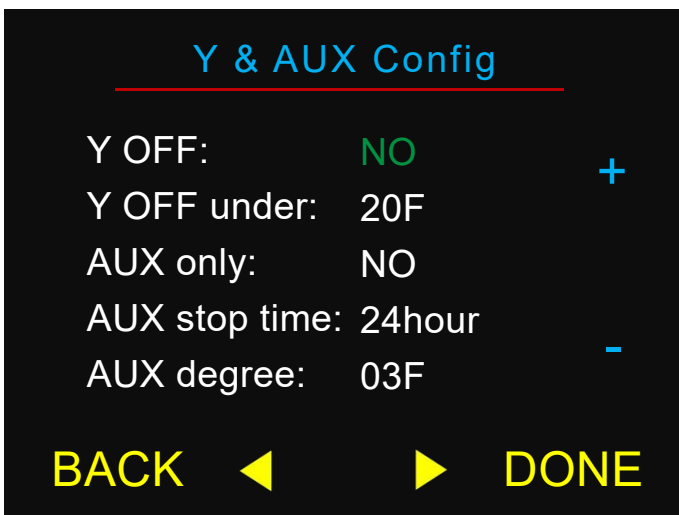 Y & AUX Config
Y OFF: NO
+
Y OFF under: 20F
AUX only: NO
AUX stop time: 24hour
-
AUX degree: 03F
BACK ◀ ▶ DONE